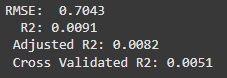 RMSE: 0.7043
R2: 0.0091
Adjusted R2: 0.0082
Cross Validated R2: 0.0051